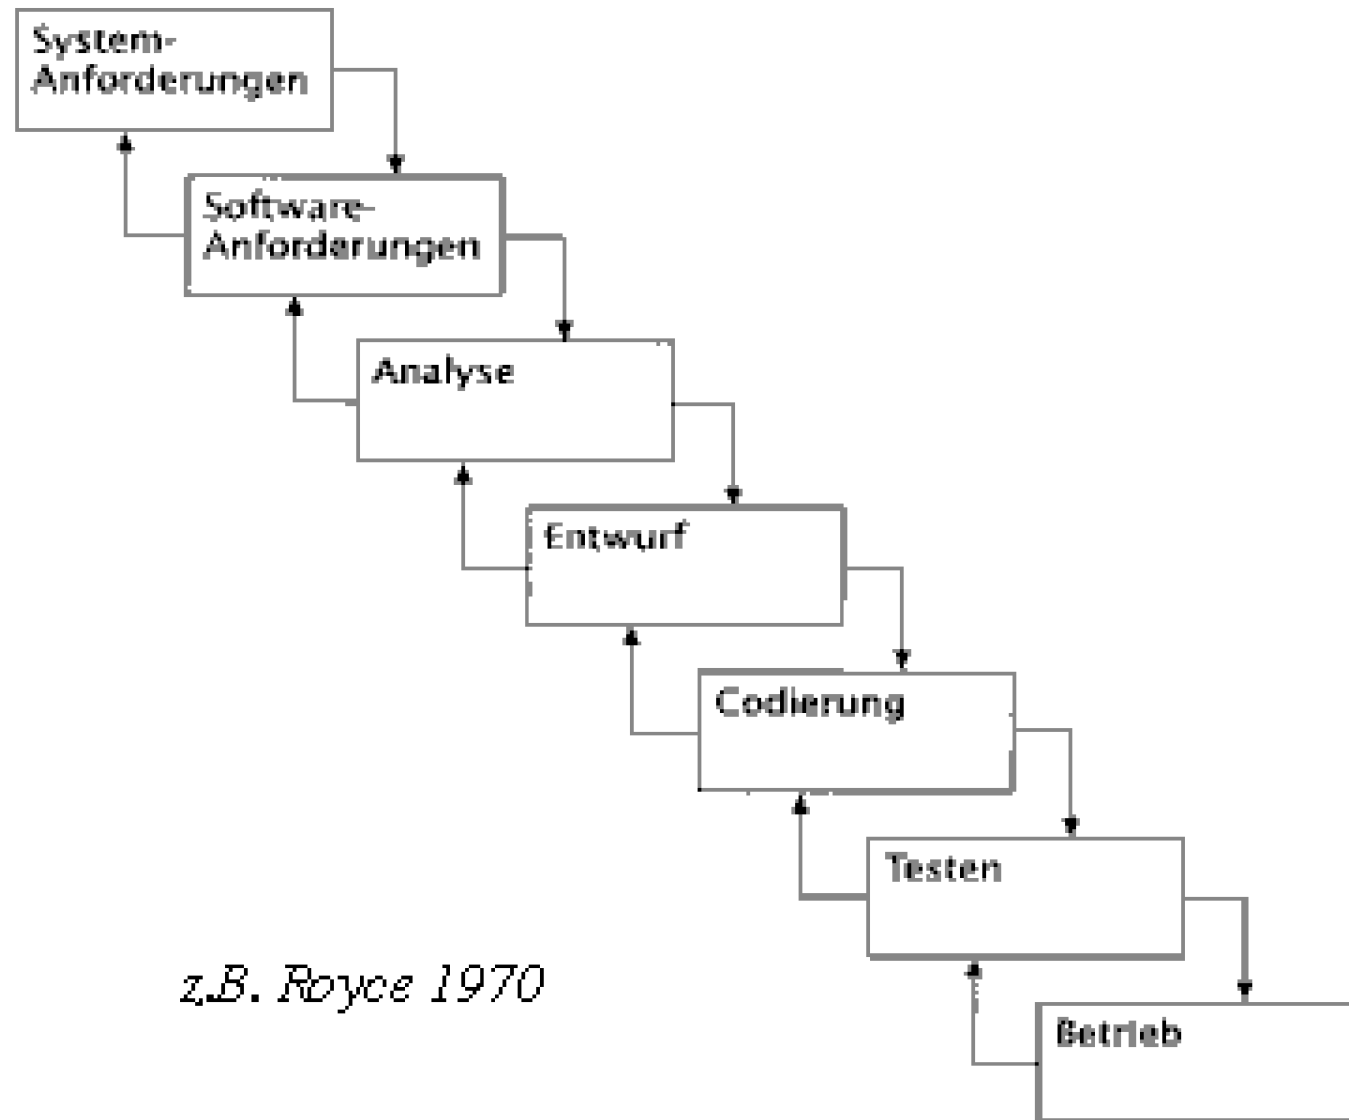 System-
Anforderungen
Software-
Anforderungen
Analyse
Entwurf
Codierung
Testen
z.B. Royce 1970
Betrieb